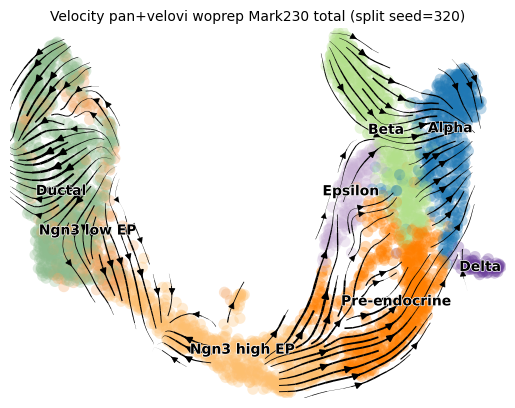 Velocity pan+velovi woprep Mark230 total (split seed=320)
Beta
Alpha
Ductal
Epsilon
Ngn3 low EP
Delta
Pre-endocrine
Ngn3 high EP